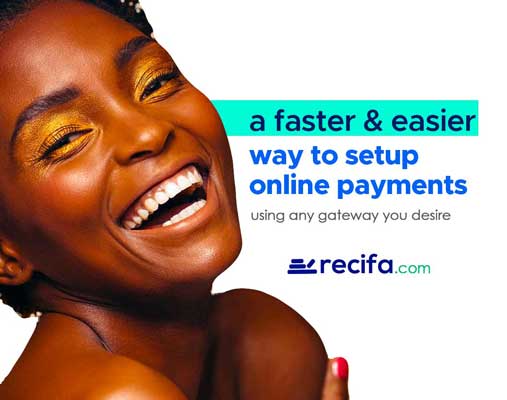 a faster & easier
way to setup
online payments
using any gateway you desire
recifa.com